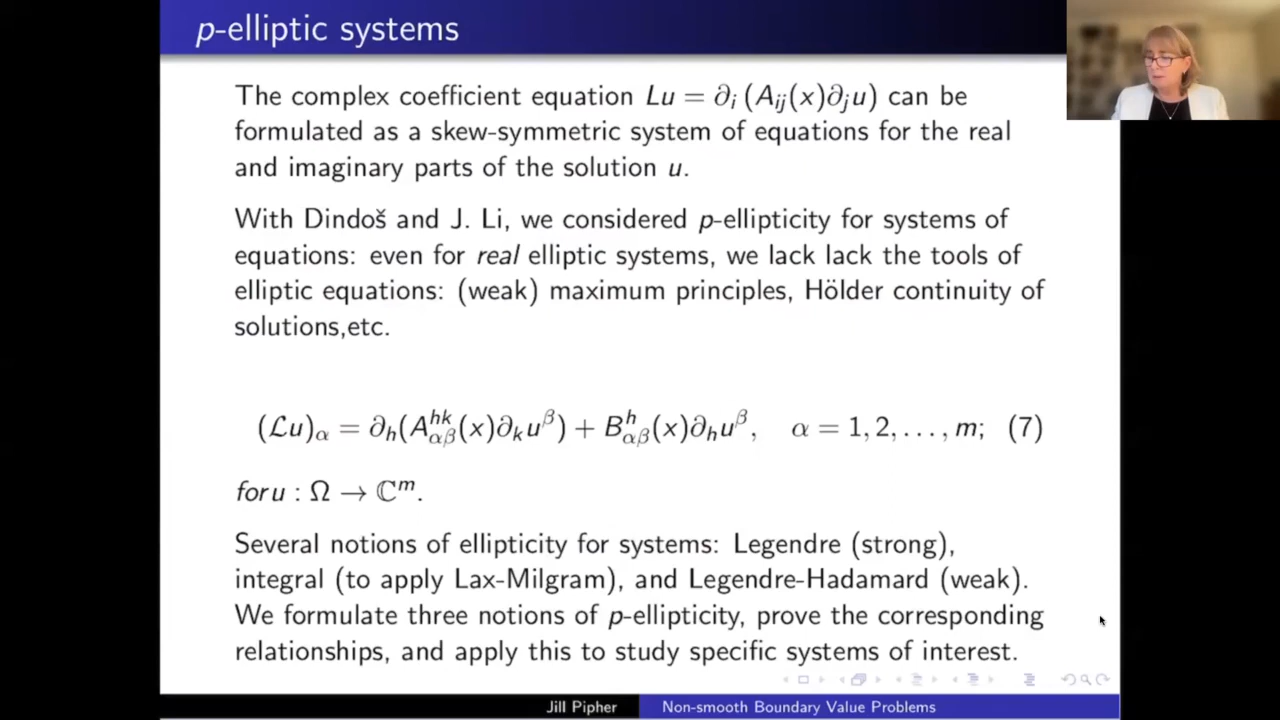 p-elliptic systems
The complex coefficient equation Lu = ∂ᵢ (Aᵢⱼ(x)∂ⱼu) can be
formulated as a skew-symmetric system of equations for the real
and imaginary parts of the solution u.
With Dindoš and J. Li, we considered p-ellipticity for systems of
equations: even for real elliptic systems, we lack lack the tools of
elliptic equations: (weak) maximum principles, Hölder continuity of
solutions,etc.
(ℒu)_α = ∂_h(A_{αβ}^{hk}(x)∂_k u^β) + B_{αβ}^h(x)∂_h u^β, α = 1, 2, . . . , m; (7)
foru : Ω → ℂ^m.
Several notions of ellipticity for systems: Legendre (strong),
integral (to apply Lax-Milgram), and Legendre-Hadamard (weak).
We formulate three notions of p-ellipticity, prove the corresponding
relationships, and apply this to study specific systems of interest.
Jill Pipher Non-smooth Boundary Value Problems